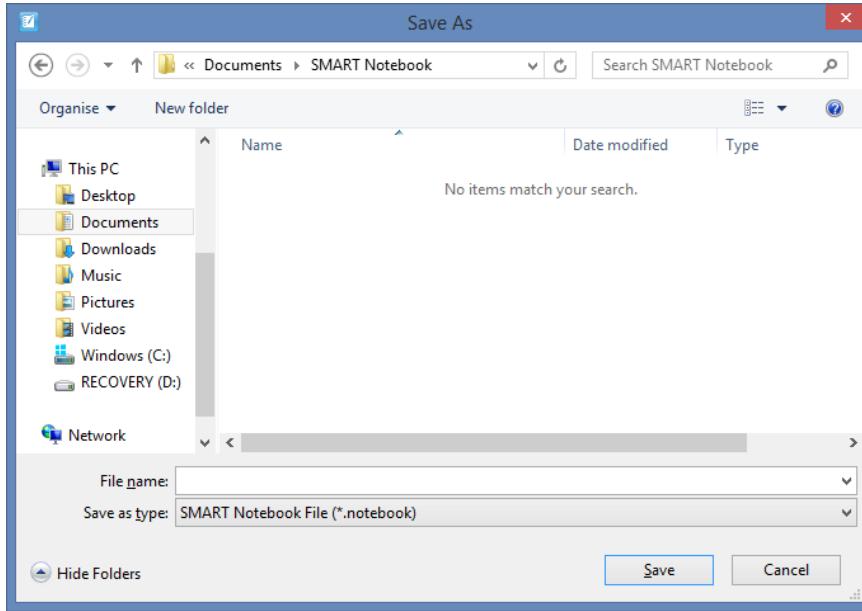 Save As
« Documents SMART Notebook Search SMART Notebook
Organise New folder
Name Date modified Type
No items match your search.
This PC
Desktop
Documents
Downloads
Music
Pictures
Videos
Windows (C:)
RECOVERY (D:)
Network
File name:
Save as type: SMART Notebook File (*.notebook)
Hide Folders Save Cancel